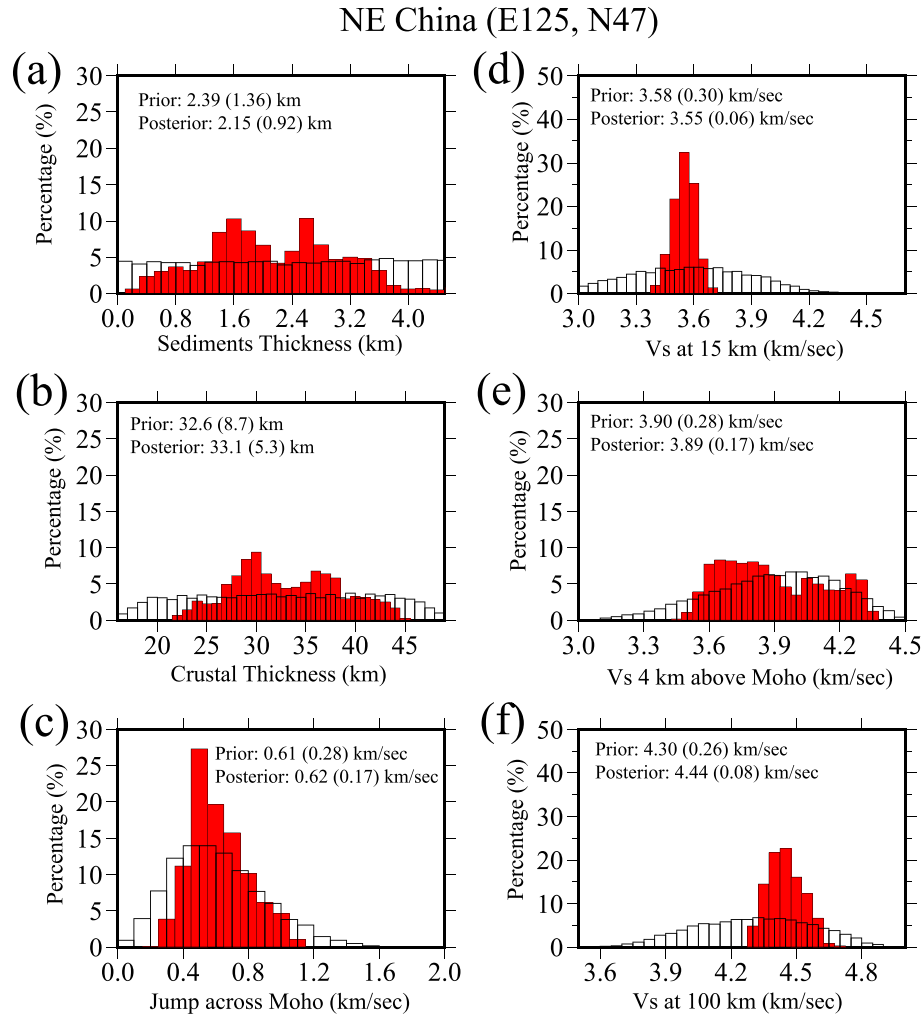 NE China (E125, N47)
(a)
Prior: 2.39 (1.36) km
Posterior: 2.15 (0.92) km
Percentage (%)
30
25
20
15
10
5
0
0.0 0.8 1.6 2.4 3.2 4.0
Sediments Thickness (km)
(d)
Prior: 3.58 (0.30) km/sec
Posterior: 3.55 (0.06) km/sec
Percentage (%)
50
40
30
20
10
0
3.0 3.3 3.6 3.9 4.2 4.5
Vs at 15 km (km/sec)
(b)
Prior: 32.6 (8.7) km
Posterior: 33.1 (5.3) km
Percentage (%)
30
25
20
15
10
5
0
20 25 30 35 40 45
Crustal Thickness (km)
(e)
Prior: 3.90 (0.28) km/sec
Posterior: 3.89 (0.17) km/sec
Percentage (%)
30
25
20
15
10
5
0
3.0 3.3 3.6 3.9 4.2 4.5
Vs 4 km above Moho (km/sec)
(c)
Prior: 0.61 (0.28) km/sec
Posterior: 0.62 (0.17) km/sec
Percentage (%)
30
25
20
15
10
5
0
0.0 0.4 0.8 1.2 1.6 2.0
Jump across Moho (km/sec)
(f)
Prior: 4.30 (0.26) km/sec
Posterior: 4.44 (0.08) km/sec
Percentage (%)
50
40
30
20
10
0
3.6 3.9 4.2 4.5 4.8
Vs at 100 km (km/sec)